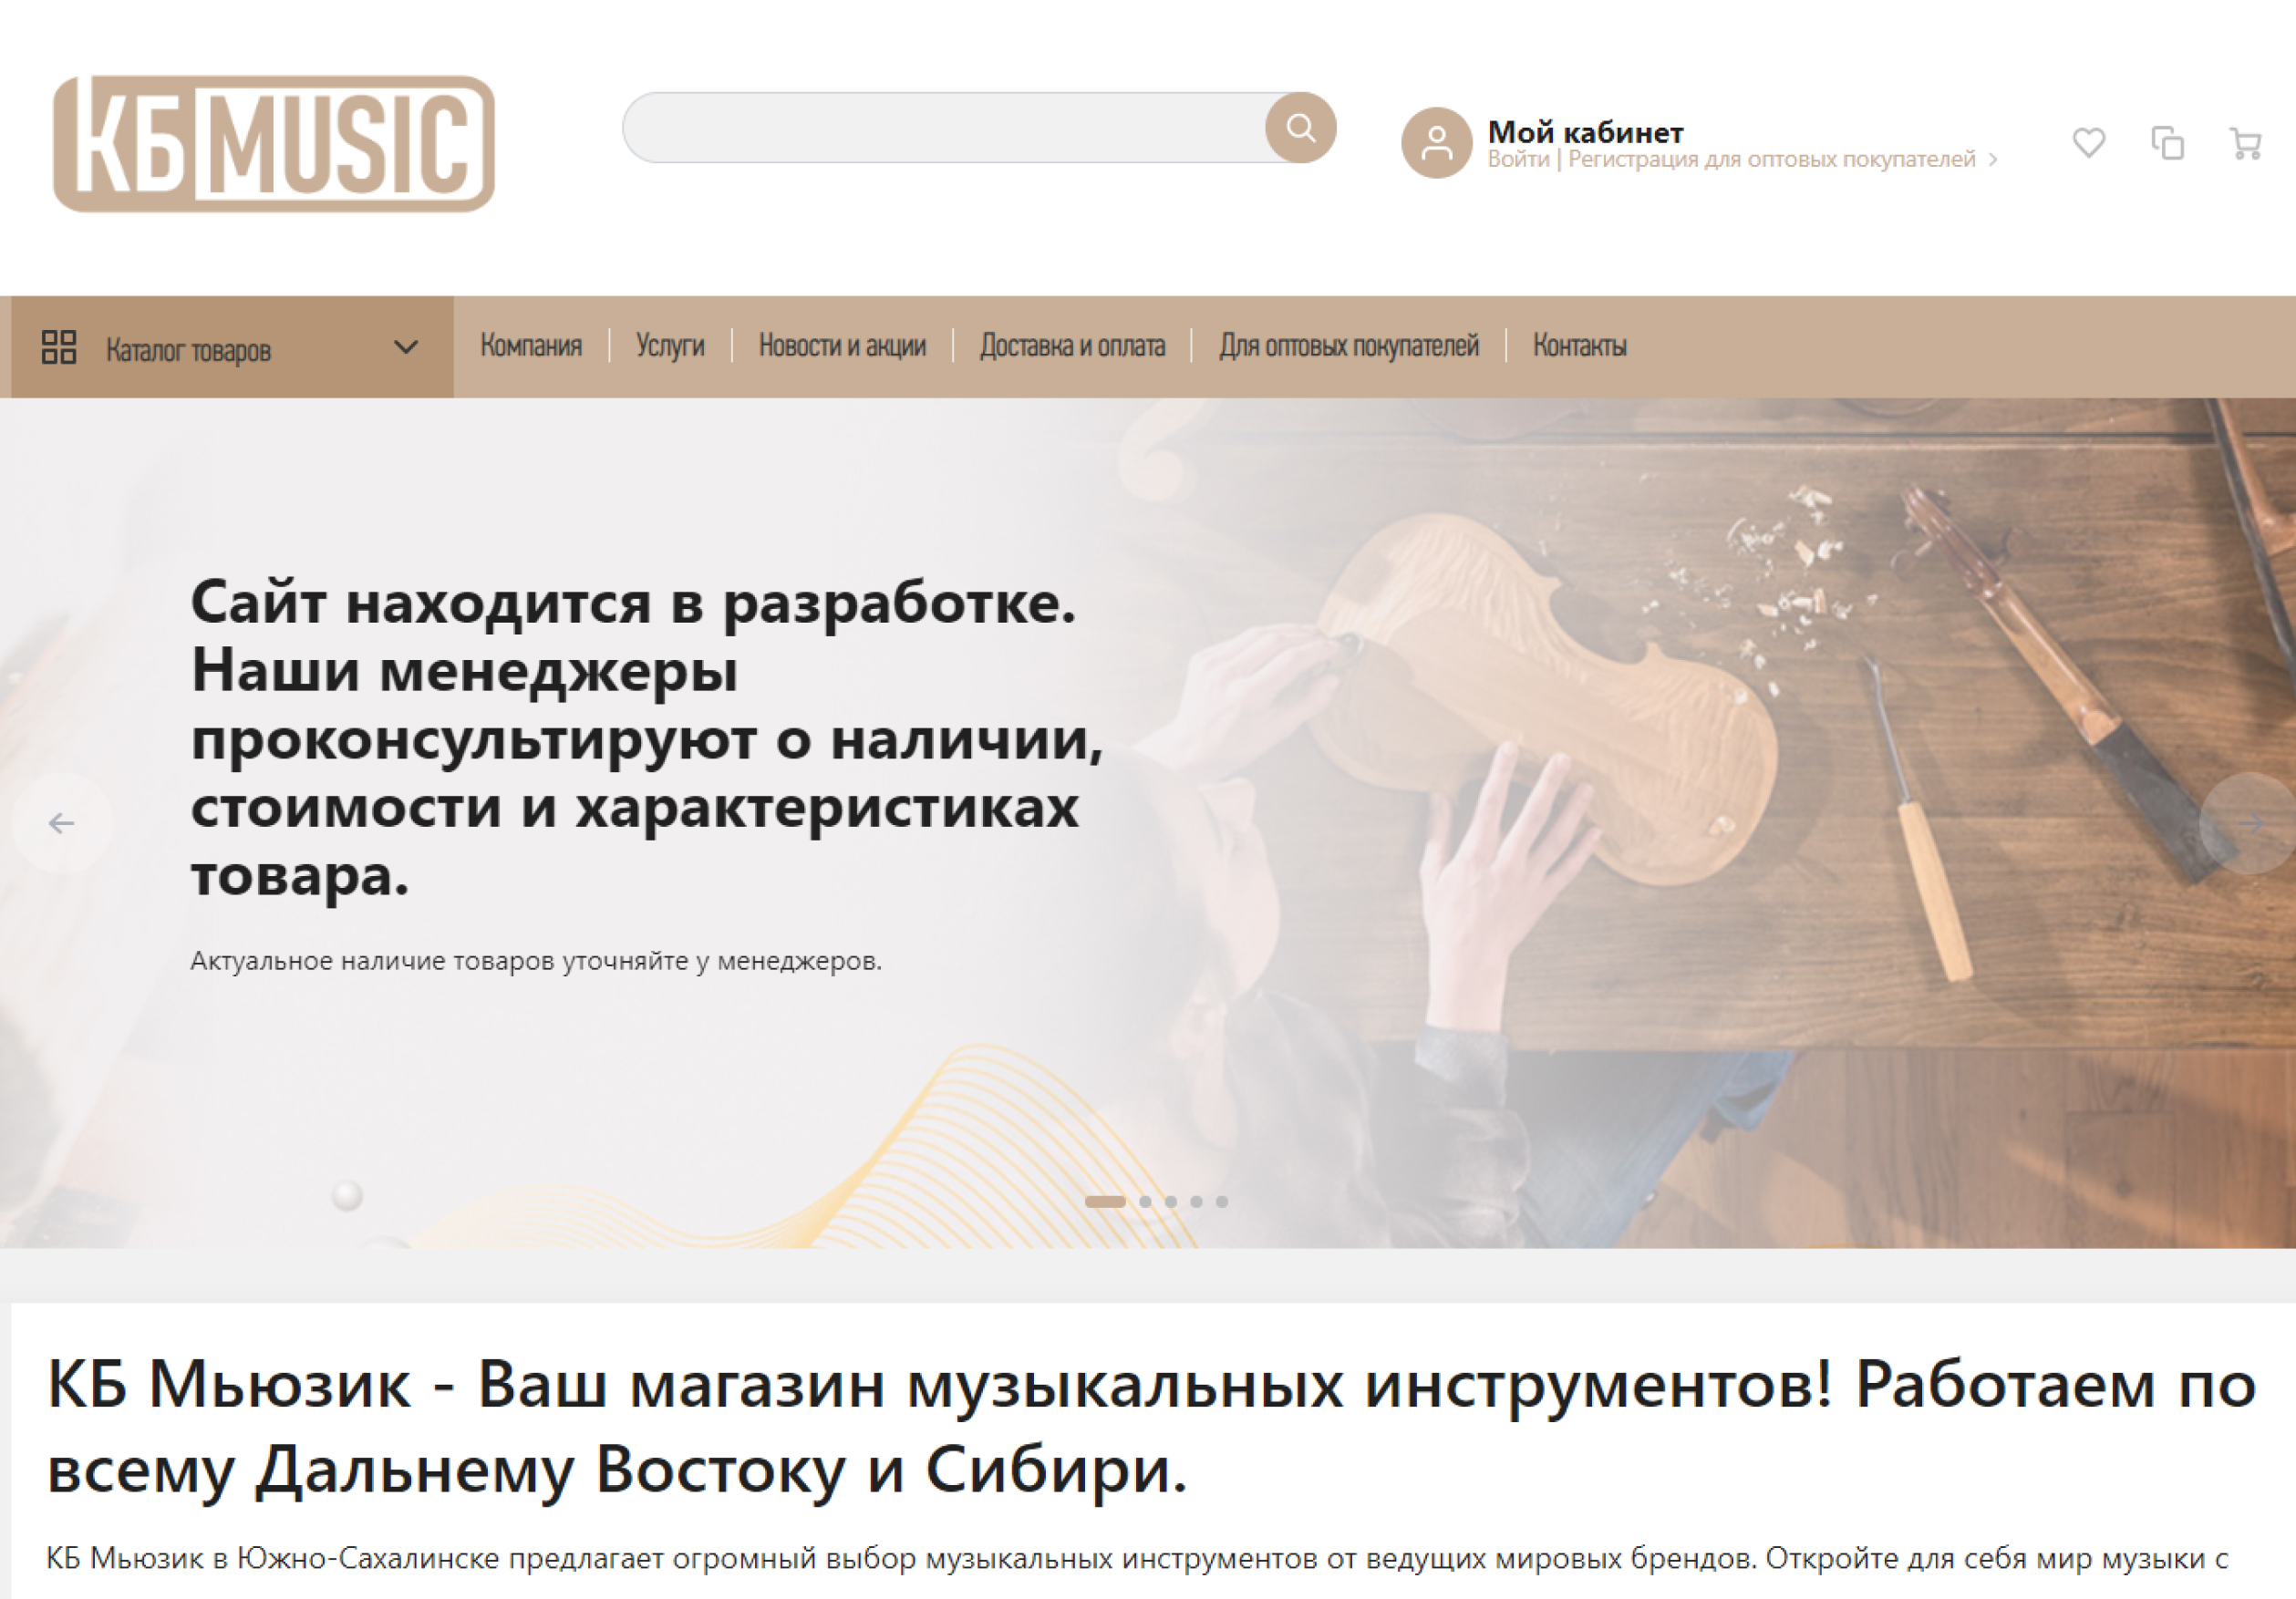 КБ MUSIC
Мой кабинет
Войти | Регистрация для оптовых покупателей
Каталог товаров
Компания
Услуги
Новости и акции
Доставка и оплата
Для оптовых покупателей
Контакты
Сайт находится в разработке.
Наши менеджеры
проконсультируют о наличии,
стоимости и характеристиках
товара.
Актуальное наличие товаров уточняйте у менеджеров.
КБ Мьюзик - Ваш магазин музыкальных инструментов! Работаем по
всему Дальнему Востоку и Сибири.
КБ Мьюзик в Южно-Сахалинске предлагает огромный выбор музыкальных инструментов от ведущих мировых брендов. Откройте для себя мир музыки с